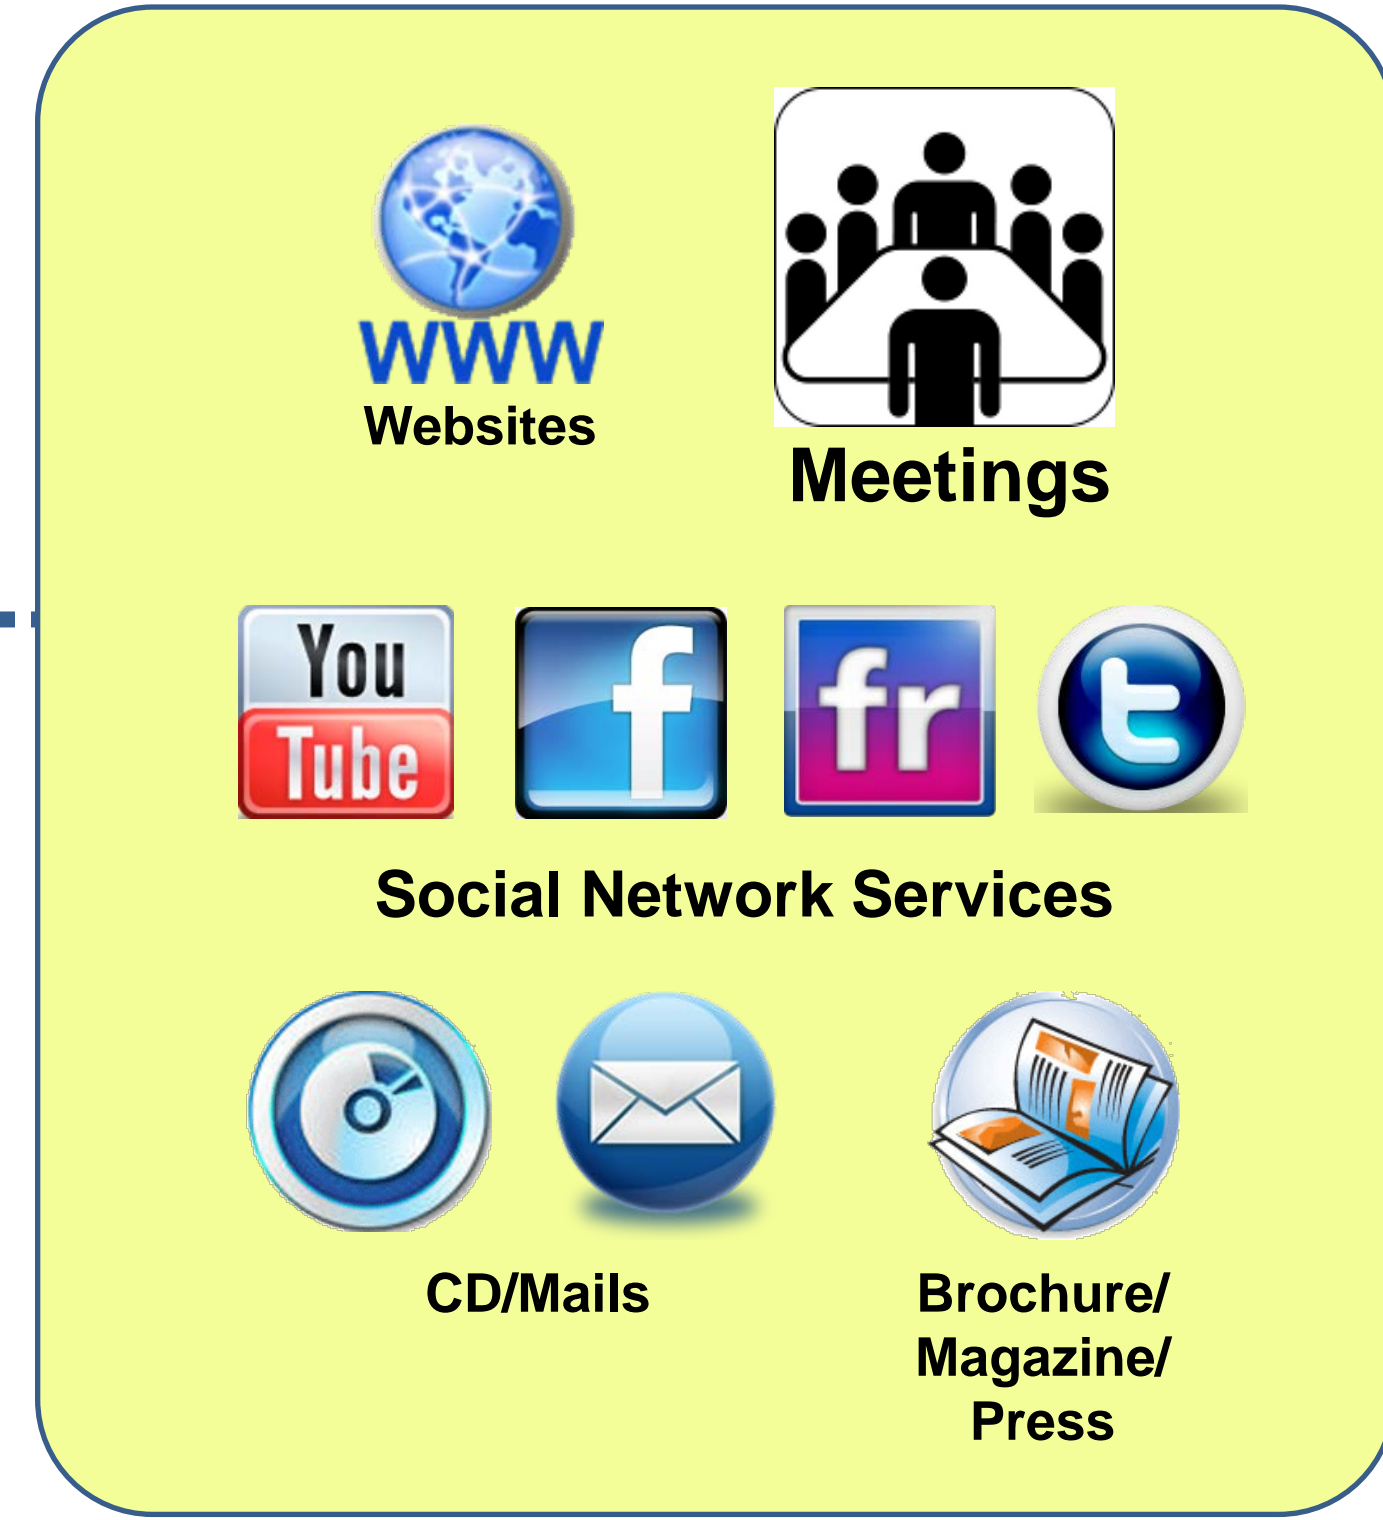 WWW
Websites
Meetings
You
Tube
f
fr
t
Social Network Services
CD/Mails
Brochure/
Magazine/
Press